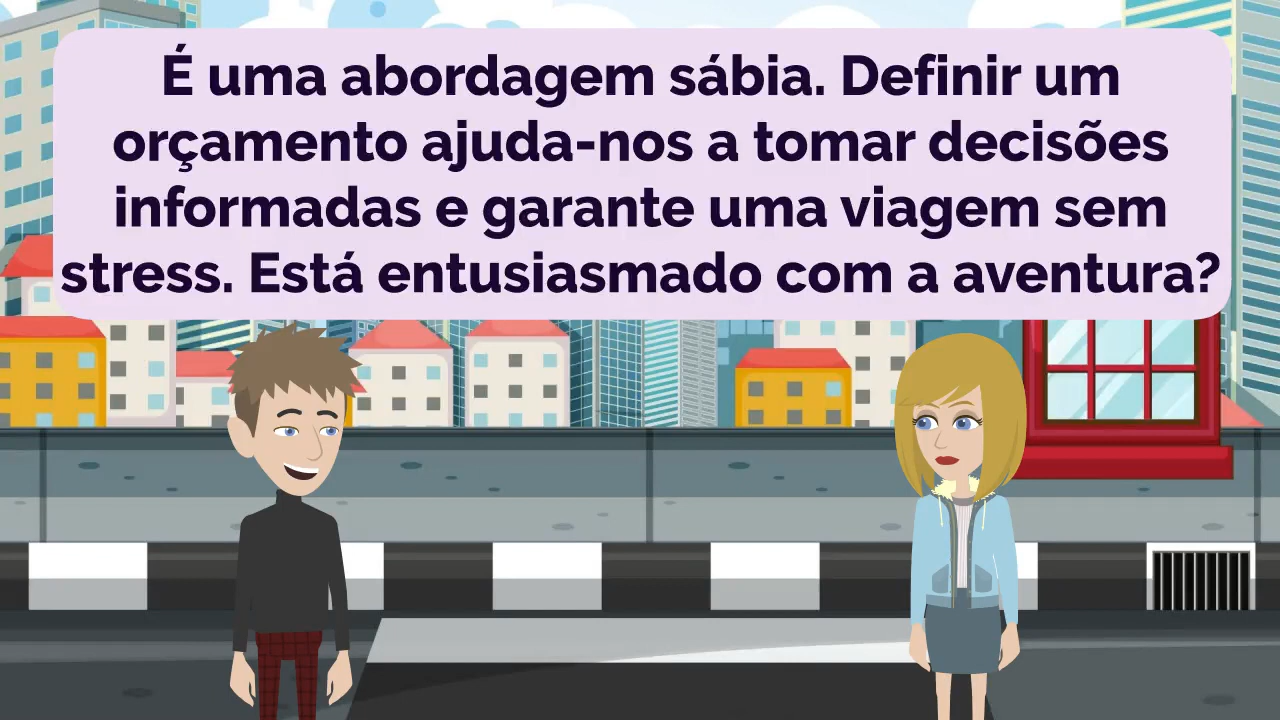 É uma abordagem sábia. Definir um
orçamento ajuda-nos a tomar decisões
informadas e garante uma viagem sem
stress. Está entusiasmado com a aventura?